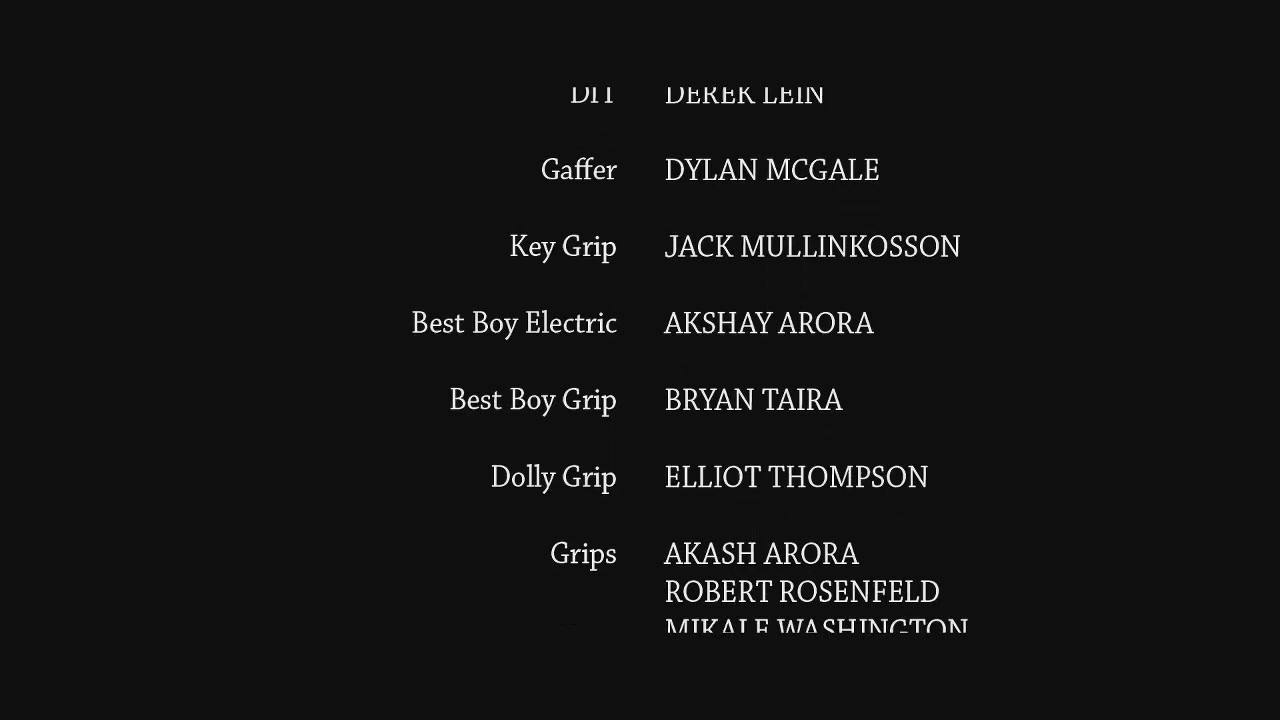 DIT DEREK LEIN
Gaffer DYLAN MCGALE
Key Grip JACK MULLINKOSSON
Best Boy Electric AKSHAY ARORA
Best Boy Grip BRYAN TAIRA
Dolly Grip ELLIOT THOMPSON
Grips AKASH ARORA
ROBERT ROSENFELD
MIKALE WASHINGTON